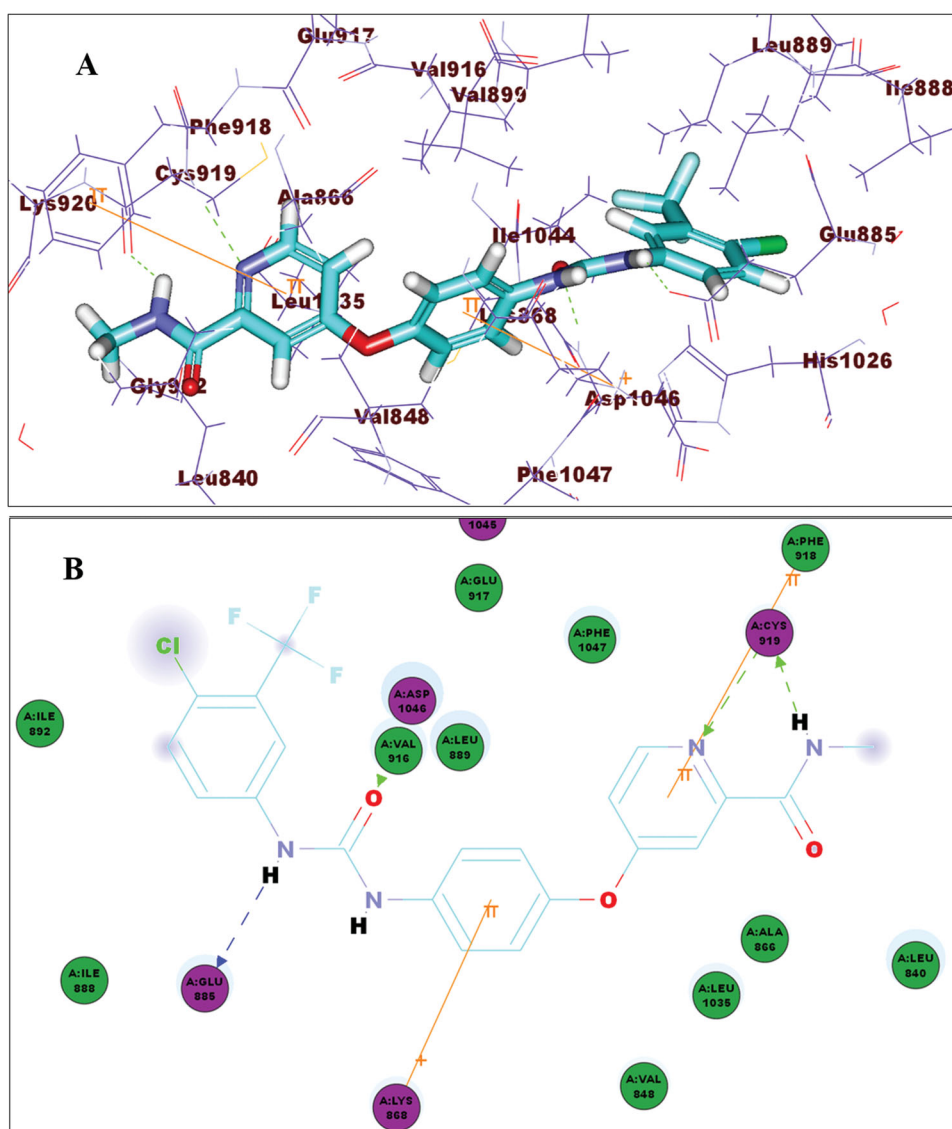 A
Glu917
Leu889
Val916
Ile888
Val899
Phe918
Cys919
π
Lys920
Ala866
Ile1044
Glu885
π
π
His1026
+
Asp1046
Val848
Leu840
Phe1047
B
1045
A:PHE
918
π
A:GLU
917
F
F
A:CYS
919
A:PHE
1047
Cl
F
A:ASP
1046
H
A:ILE
892
A:VAL
916
A:LEU
889
N
N
π
O
N
H
N
H
O
O
π
A:ALA
866
A:LEU
840
A:ILE
888
A:GLU
885
A:LEU
1035
+
A:VAL
848
A:LYS
868